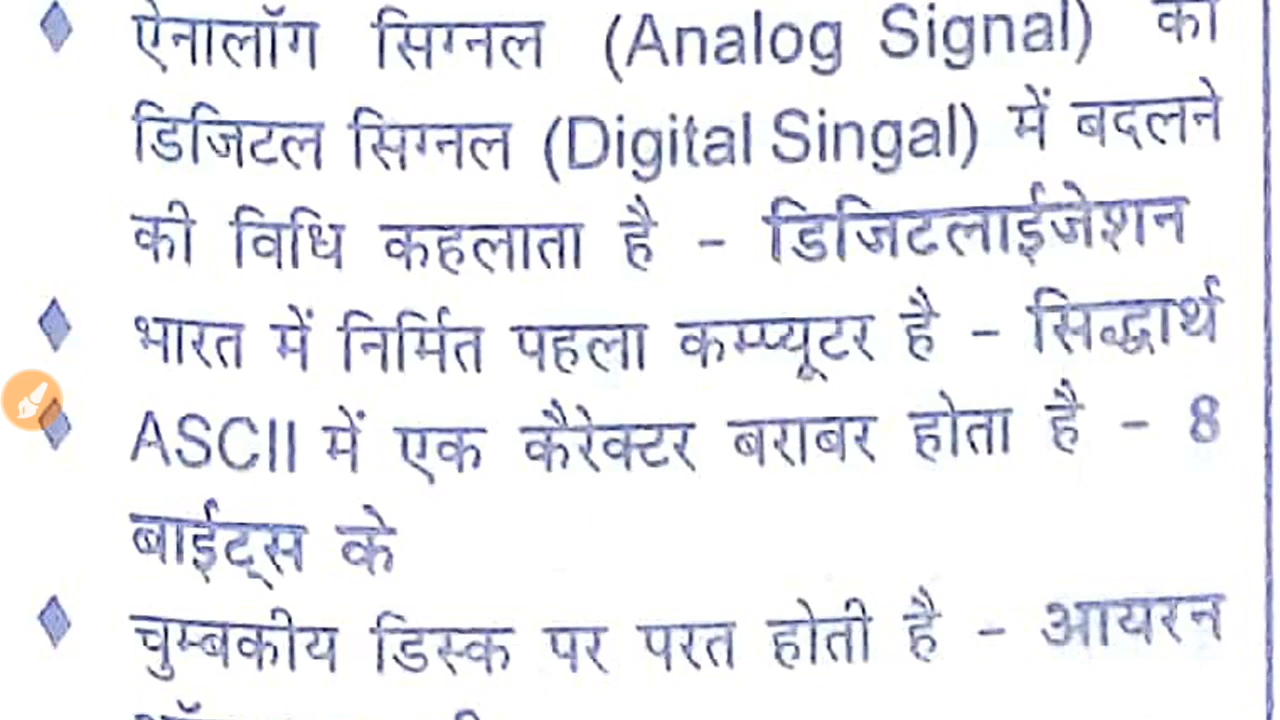 ऐनालॉग सिग्नल (Analog Signal) को
डिजिटल सिग्नल (Digital Singal) में बदलने
की विधि कहलाता है - डिजिटलाईजेशन
भारत में निर्मित पहला कम्प्यूटर है - सिद्धार्थ
ASCII में एक कैरेक्टर बराबर होता है - 8
बाईट्स के
चुम्बकीय डिस्क पर परत होती है - आयरन